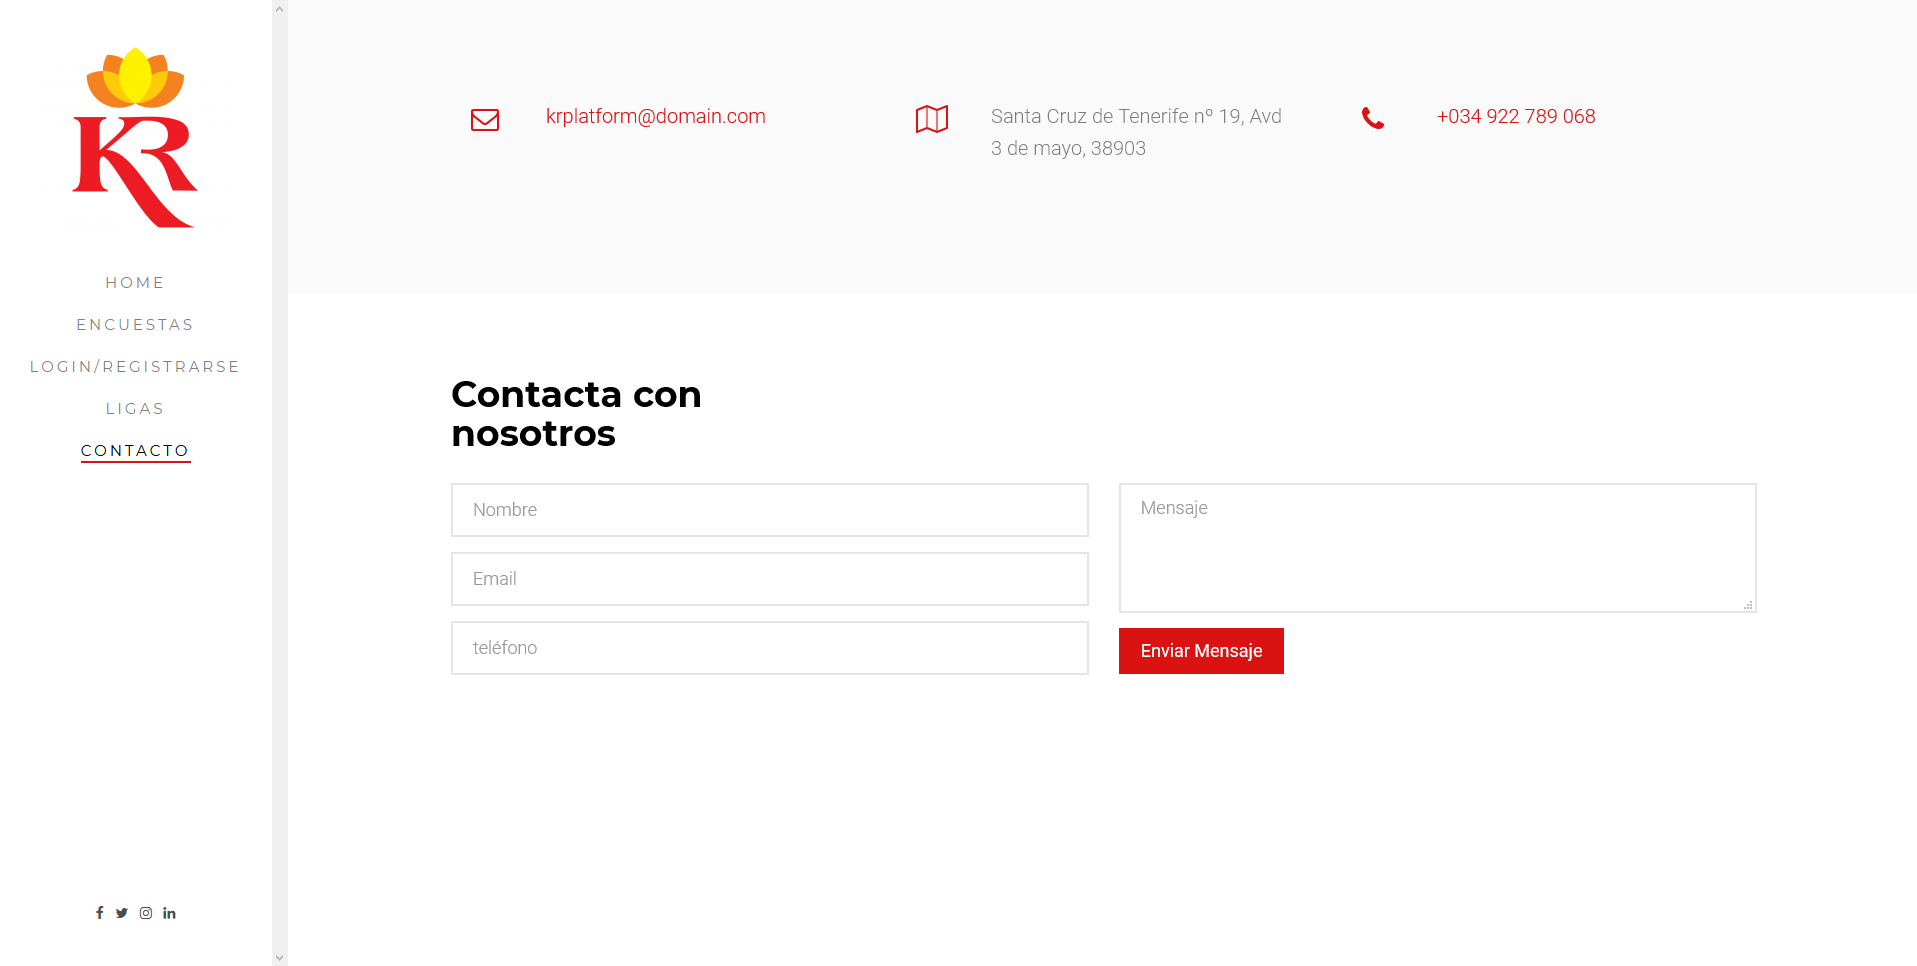 KR
HOME
ENCUESTAS
LOGIN/REGISTRARSE
LIGAS
CONTACTO
krplatform@domain.com
Santa Cruz de Tenerife nº 19, Avd
3 de mayo, 38903
+034 922 789 068
Contacta con
nosotros
Nombre
Email
teléfono
Mensaje
Enviar Mensaje